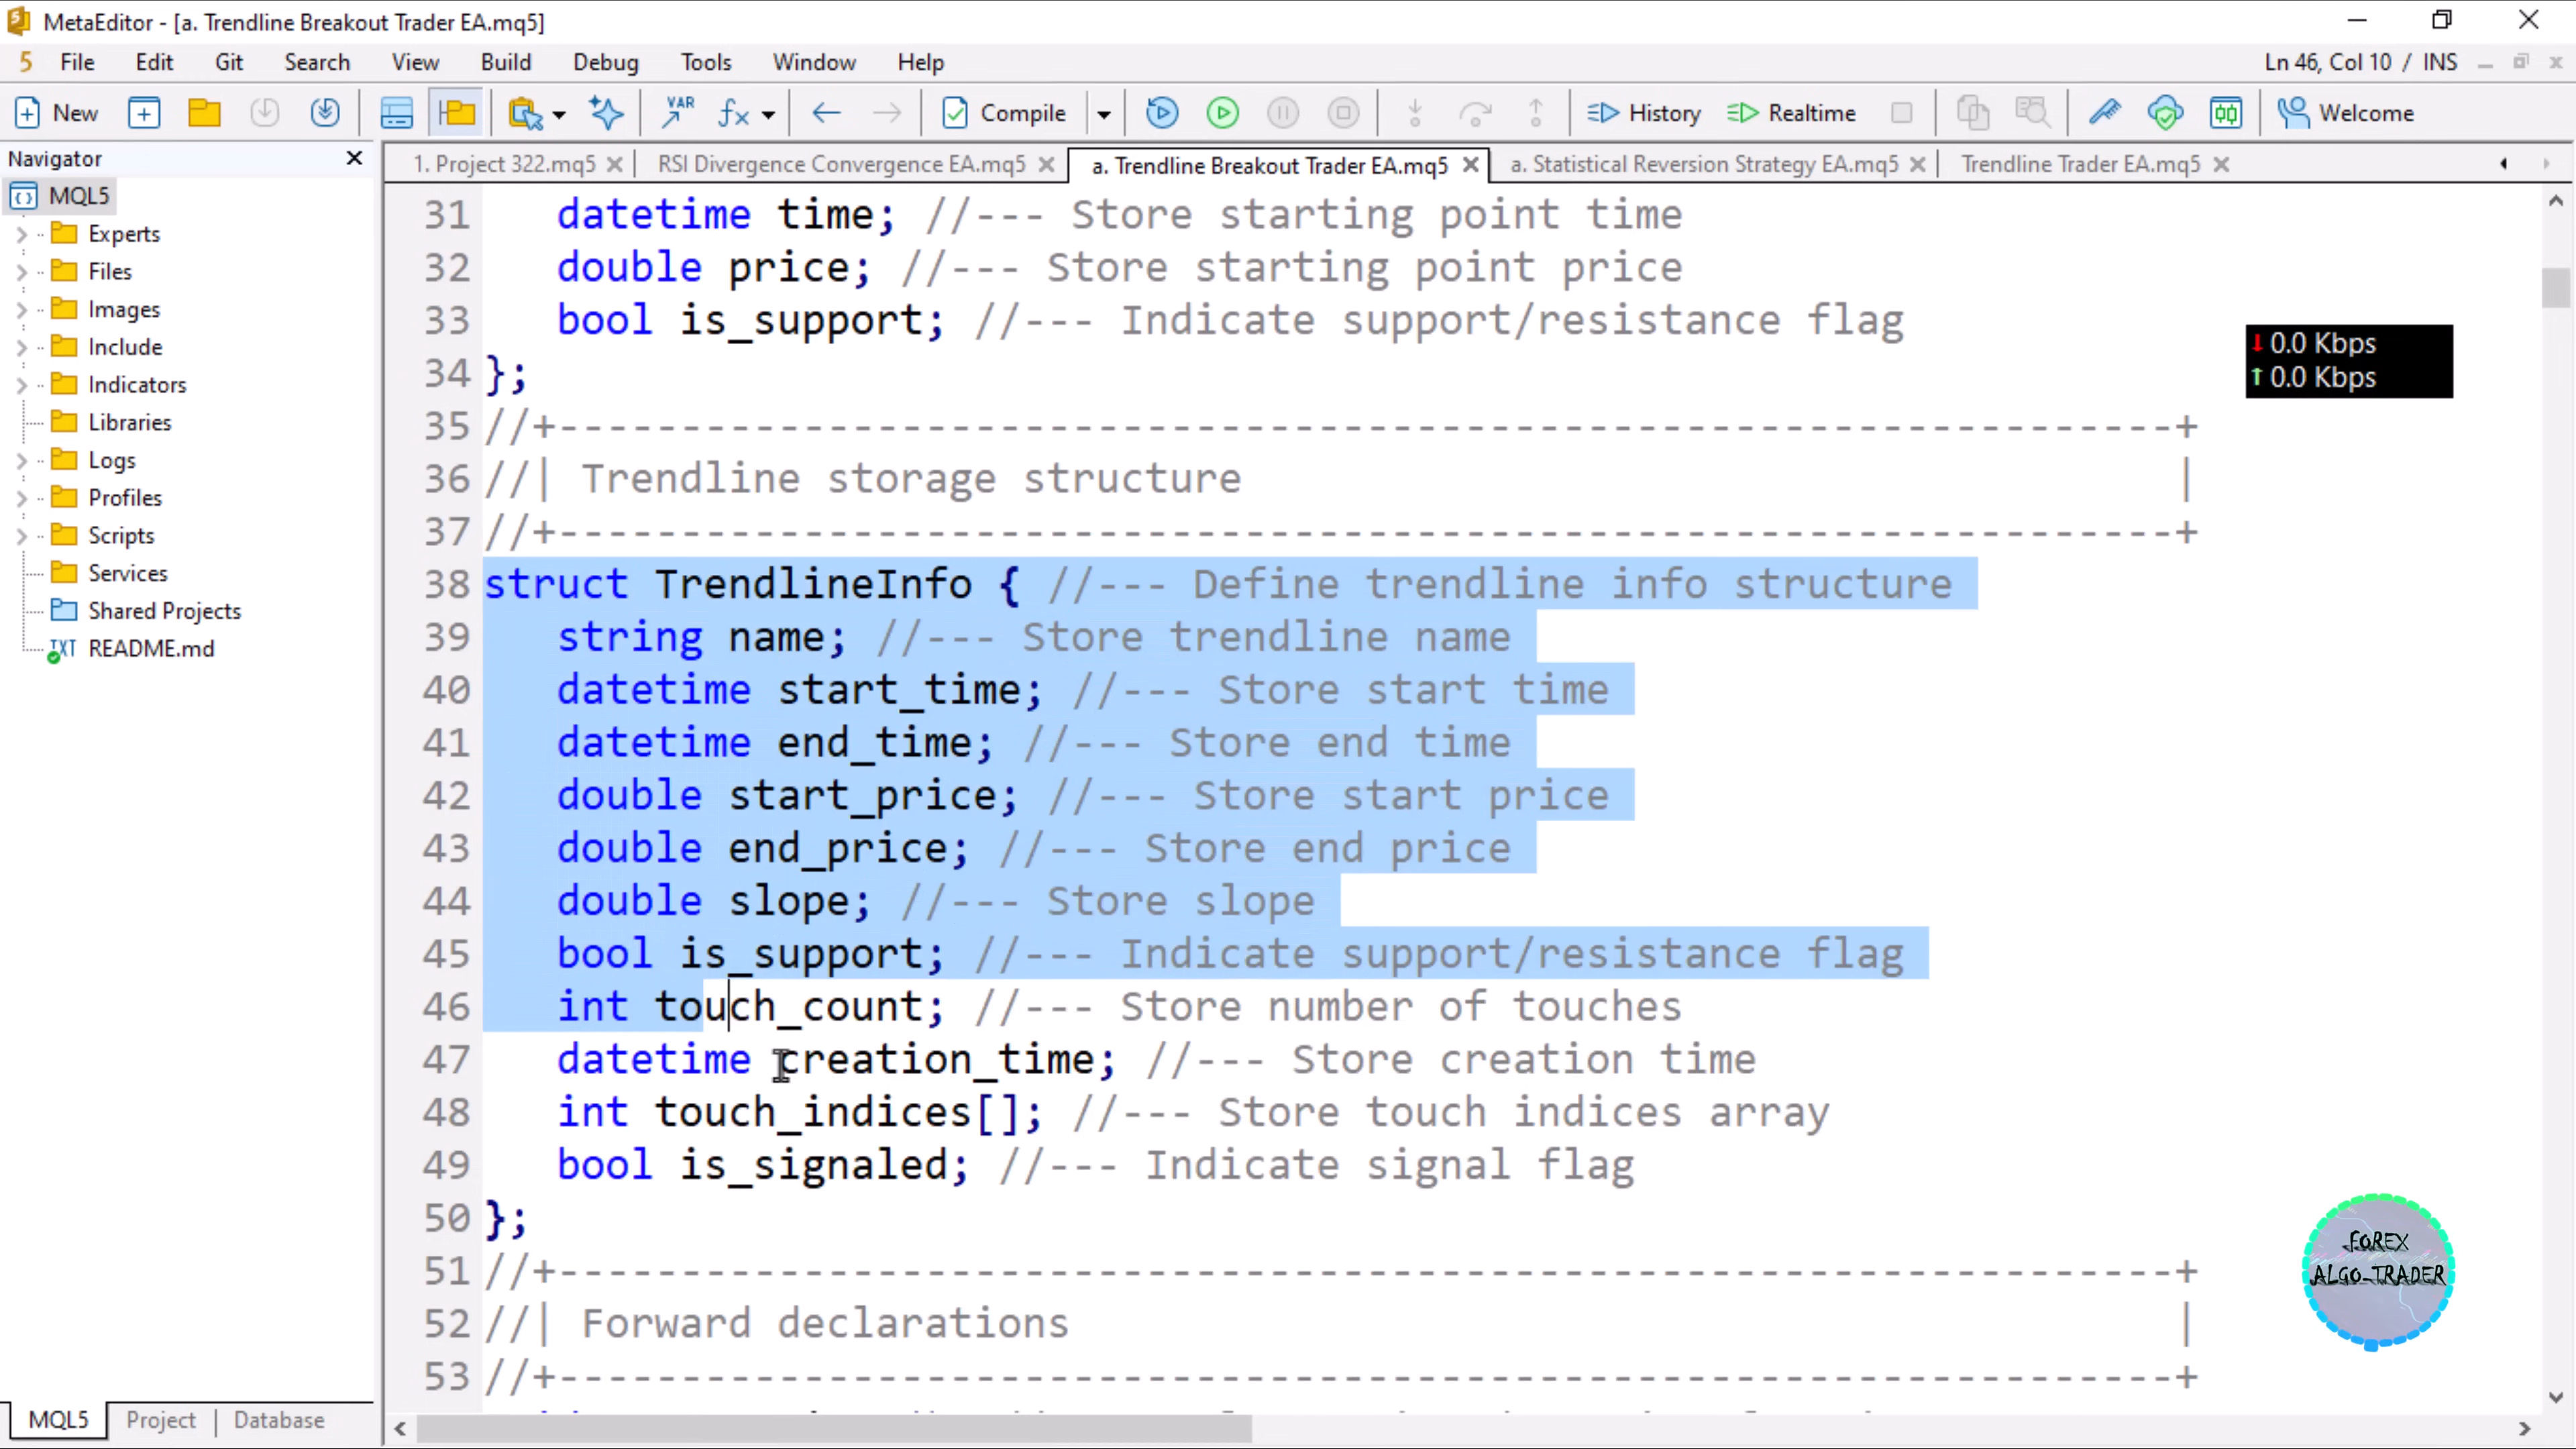 MetaEditor - [a. Trendline Breakout Trader EA.mq5]
5 File Edit Git Search View Build Debug Tools Window Help Ln 46, Col 10 / INS
New VAR fx Compile History Realtime Welcome
Navigator
1. Project 322.mq5 RSI Divergence Convergence EA.mq5 a. Trendline Breakout Trader EA.mq5 a. Statistical Reversion Strategy EA.mq5 Trendline Trader EA.mq5
MQL5
Experts
Files
Images
Include
Indicators
Libraries
Logs
Profiles
Scripts
Services
Shared Projects
TXT README.md
31 datetime time; //--- Store starting point time
32 double price; //--- Store starting point price
33 bool is_support; //--- Indicate support/resistance flag
34 };
35 //+------------------------------------------------------------------+
36 //| Trendline storage structure |
37 //+------------------------------------------------------------------+
38 struct TrendlineInfo { //--- Define trendline info structure
39 string name; //--- Store trendline name
40 datetime start_time; //--- Store start time
41 datetime end_time; //--- Store end time
42 double start_price; //--- Store start price
43 double end_price; //--- Store end price
44 double slope; //--- Store slope
45 bool is_support; //--- Indicate support/resistance flag
46 int touch_count; //--- Store number of touches
47 datetime creation_time; //--- Store creation time
48 int touch_indices[]; //--- Store touch indices array
49 bool is_signaled; //--- Indicate signal flag
50 };
51 //+------------------------------------------------------------------+
52 //| Forward declarations |
53 //+------------------------------------------------------------------+
0.0 Kbps
0.0 Kbps
FOREX
ALGO-TRADER
MQL5 Project Database